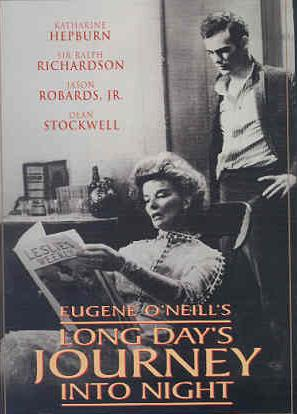 KATHARINE
HEPBURN
SIR RALPH
RICHARDSON
JASON
ROBARDS, JR.
DEAN
STOCKWELL
LESLIE'S
WEEKLY
EUGENE O'NEILL'S
LONG DAY'S
JOURNEY
INTO NIGHT